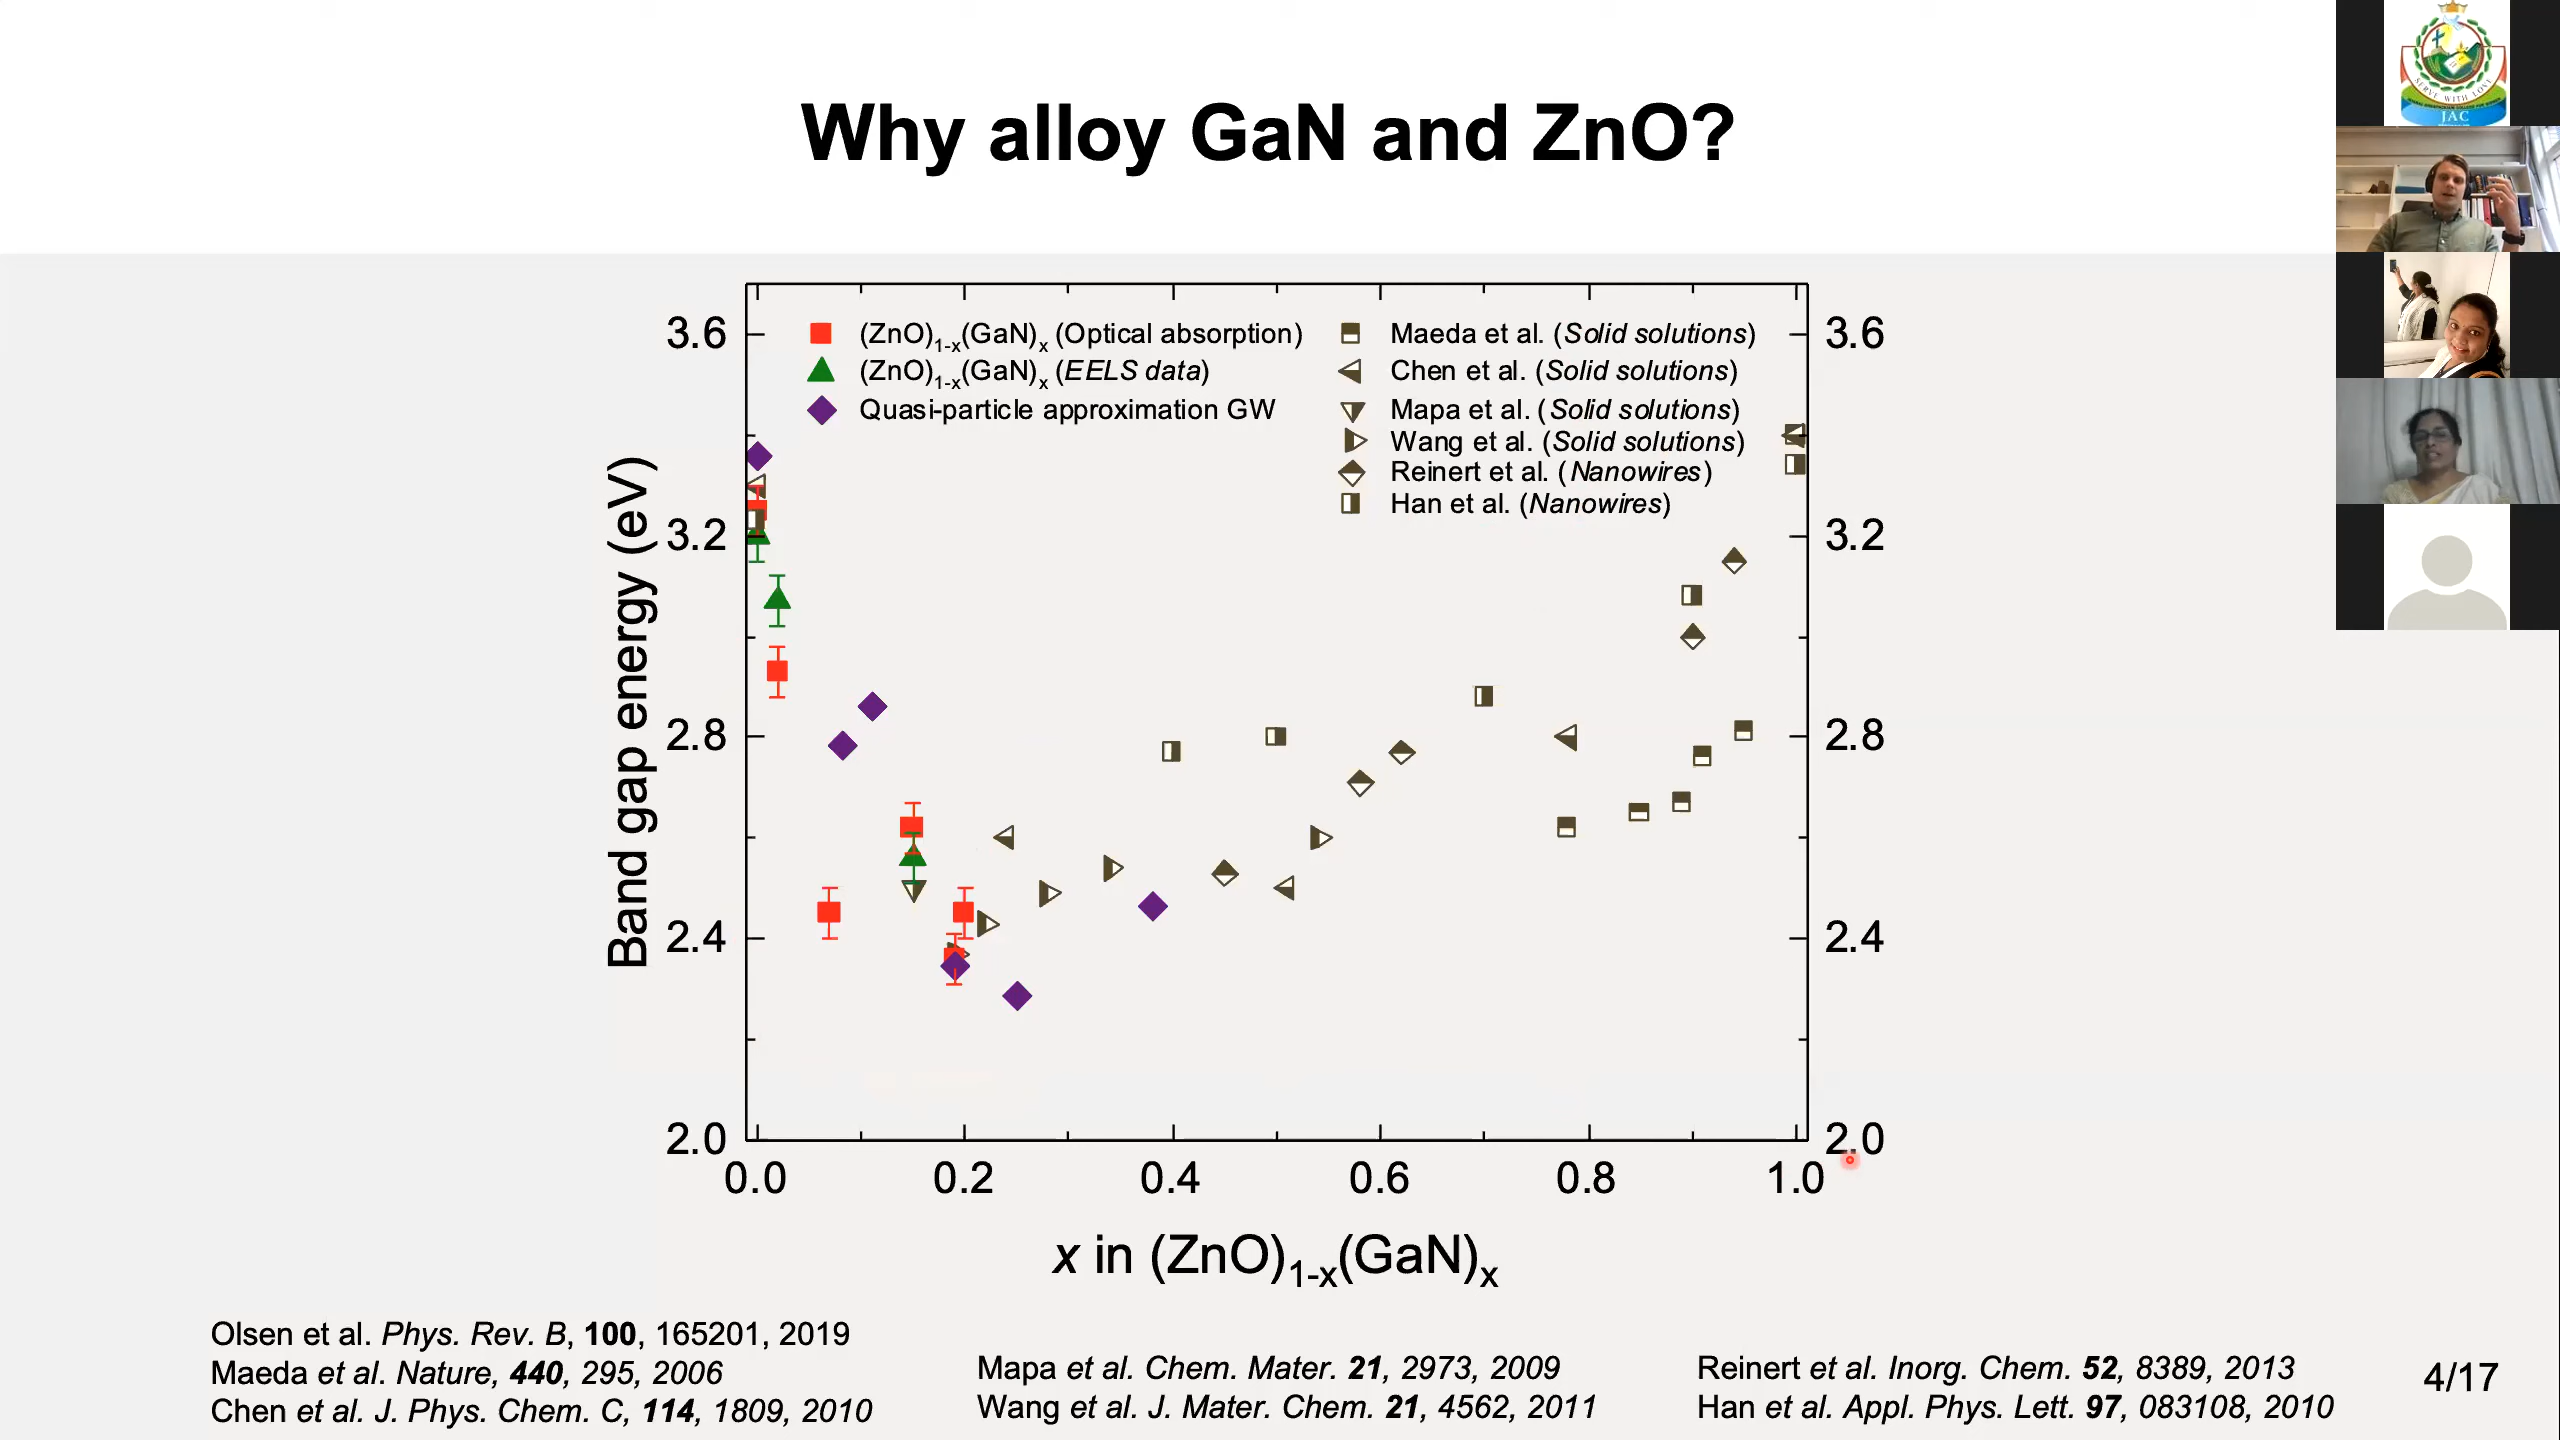 Why alloy GaN and ZnO?
SERVE WITH LOVE
JAC
3.6
3.2
2.8
2.4
2.0
Band gap energy (eV)
(ZnO)1-x(GaN)x (Optical absorption)
(ZnO)1-x(GaN)x (EELS data)
Quasi-particle approximation GW
Maeda et al. (Solid solutions)
Chen et al. (Solid solutions)
Mapa et al. (Solid solutions)
Wang et al. (Solid solutions)
Reinert et al. (Nanowires)
Han et al. (Nanowires)
3.6
3.2
2.8
2.4
2.0
0.0 0.2 0.4 0.6 0.8 1.0
x in (ZnO)1-x(GaN)x
Olsen et al. Phys. Rev. B, 100, 165201, 2019
Maeda et al. Nature, 440, 295, 2006
Chen et al. J. Phys. Chem. C, 114, 1809, 2010
Mapa et al. Chem. Mater. 21, 2973, 2009
Wang et al. J. Mater. Chem. 21, 4562, 2011
Reinert et al. Inorg. Chem. 52, 8389, 2013
Han et al. Appl. Phys. Lett. 97, 083108, 2010
4/17